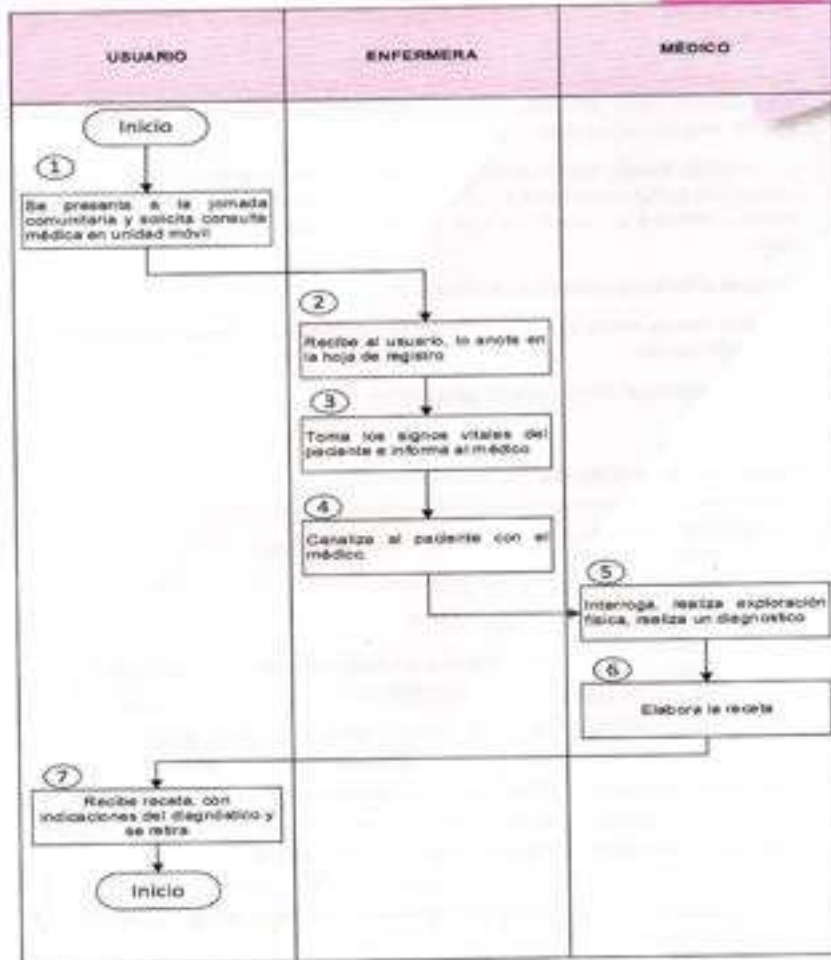 USUARIO
ENFERMERA
MÉDICO
Inicio
1
Se presenta a la jornada
comunitaria y solicita consulta
médica en unidad móvil
2
Recibe al usuario, lo anota en
la hoja de registro
3
Toma los signos vitales del
paciente e informa al médico
4
Canaliza al paciente con el
médico.
5
Interroga, realiza exploración
física, realiza un diagnostico
6
Elabora la receta
7
Recibe receta, con
indicaciones del diagnóstico y
se retira
Inicio